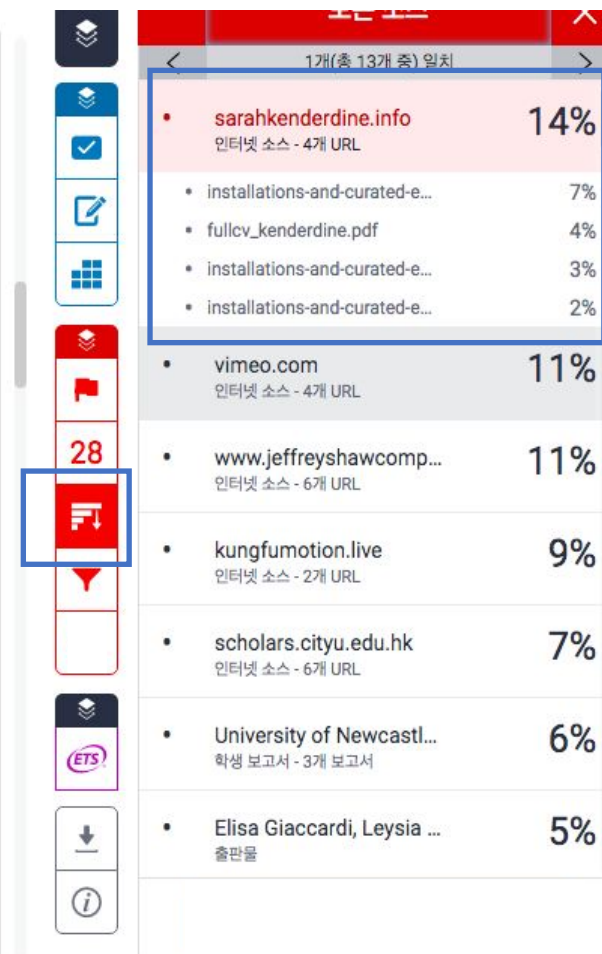 모든 소스
< 1개(총 13개 중) 일치 >
sarahkenderdine.info 14%
인터넷 소스 - 4개 URL
installations-and-curated-e... 7%
fullcv_kenderdine.pdf 4%
installations-and-curated-e... 3%
installations-and-curated-e... 2%
vimeo.com 11%
인터넷 소스 - 4개 URL
28
www.jeffreyshawcomp... 11%
인터넷 소스 - 6개 URL
kungfumotion.live 9%
인터넷 소스 - 2개 URL
scholars.cityu.edu.hk 7%
인터넷 소스 - 6개 URL
University of Newcastl... 6%
학생 보고서 - 3개 보고서
ETS
Elisa Giaccardi, Leysia ... 5%
출판물